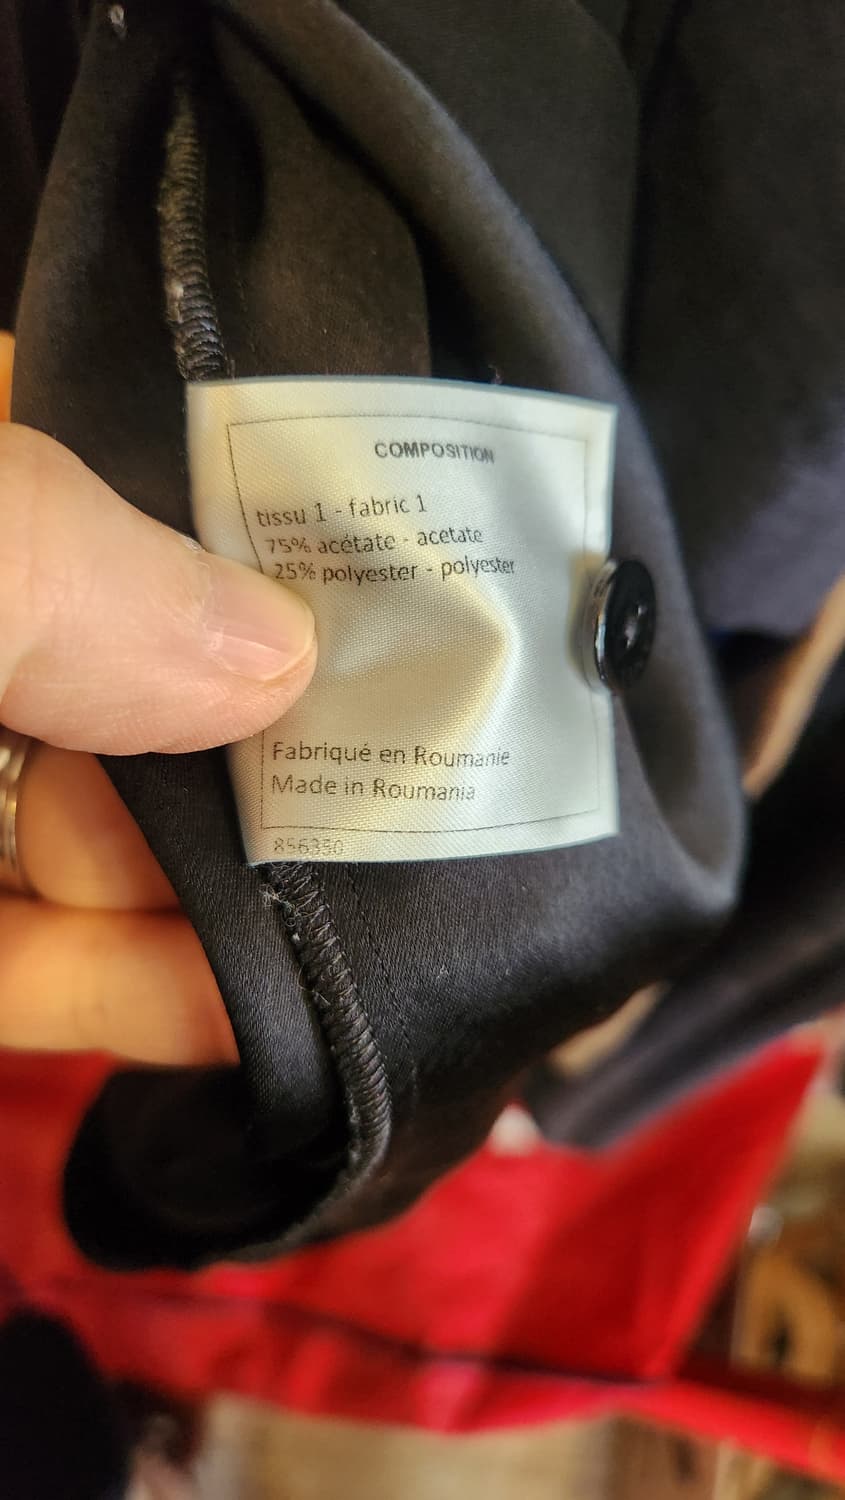 COMPOSITION
tissu 1 - fabric 1
75% acétate - acetate
25% polyester - polyester
Fabriqué en Roumanie
Made in Roumania
856350